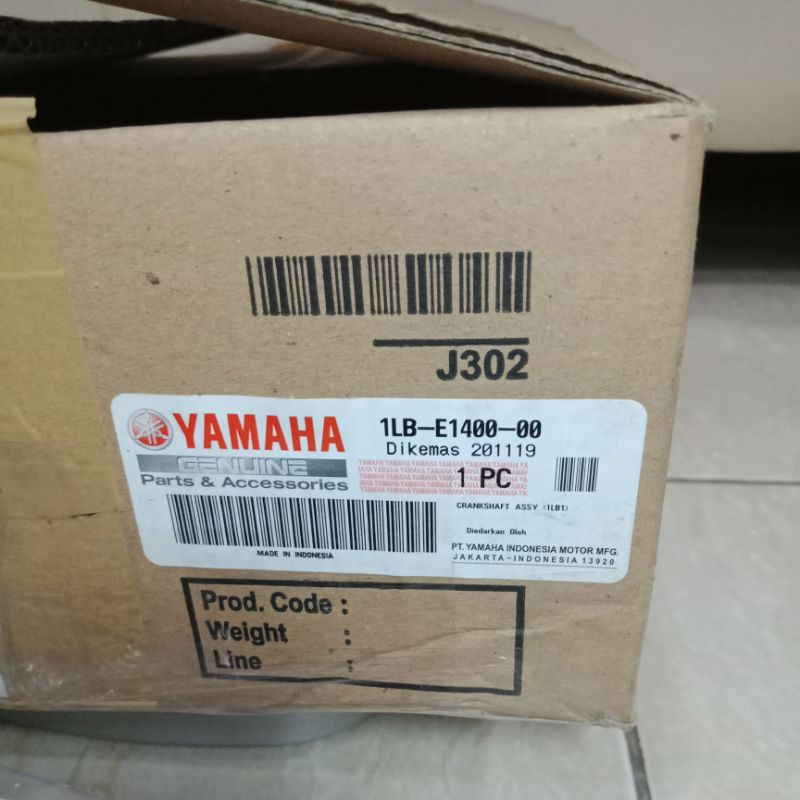 J302
YAMAHA
GENUINE
Parts & Accessories
MADE IN INDONESIA
1LB-E1400-00
Dikemas 201119
1 PC
CRANKSHAFT ASSY (1LB1)
Diedarkan Oleh
PT. YAMAHA INDONESIA MOTOR MFG.
JAKARTA-INDONESIA 13920
Prod. Code :
Weight :
Line :